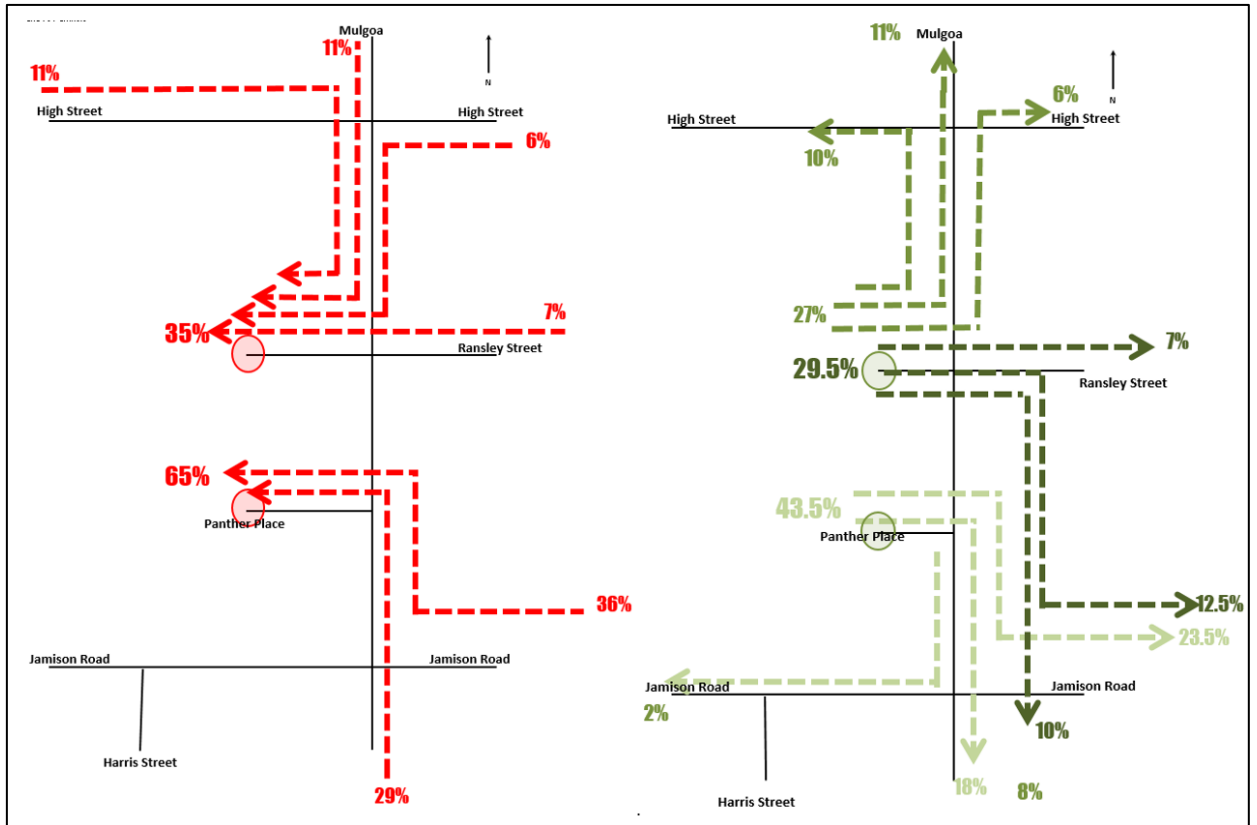 Mulgoa
11%
11%
N
High Street
High Street
6%
35%
7%
Ransley Street
65%
Panther Place
36%
Jamison Road
Jamison Road
Harris Street
29%
11%
Mulgoa
6%
N
High Street
High Street
10%
27%
7%
29.5%
Ransley Street
43.5%
Panther Place
12.5%
23.5%
Jamison Road
Jamison Road
2%
10%
18%
8%
Harris Street